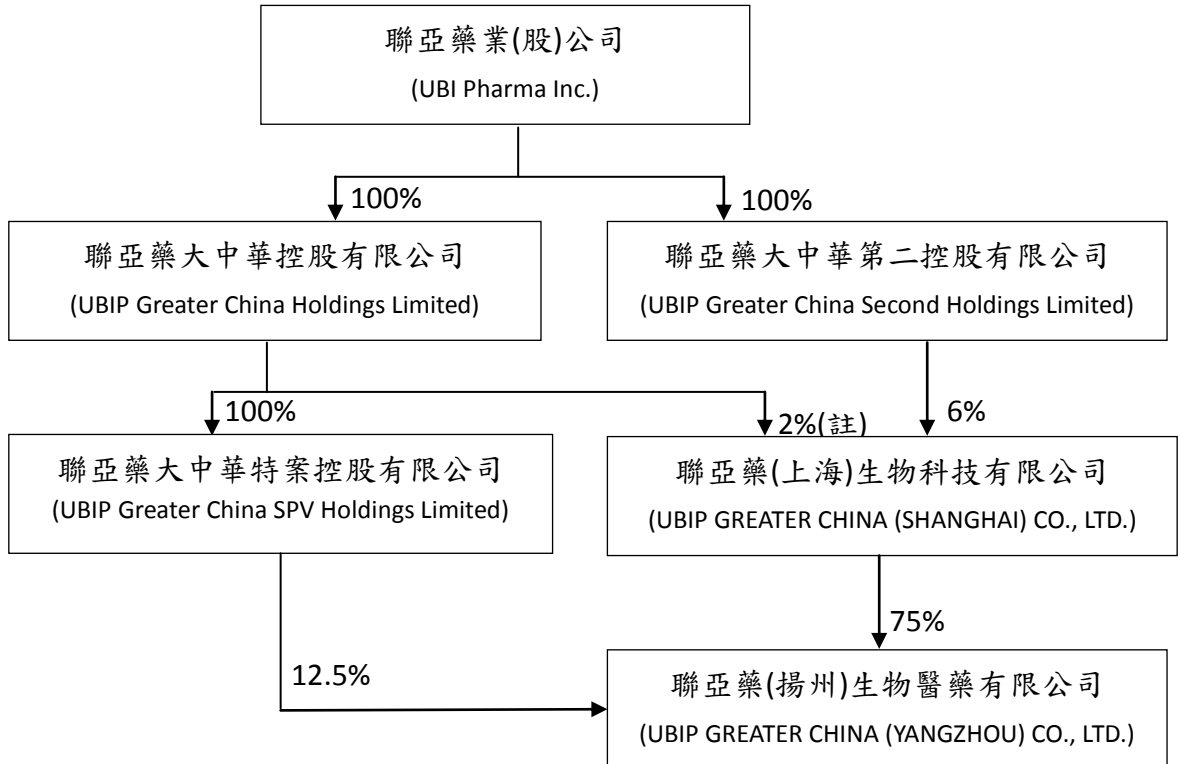 聯亞藥業(股)公司
(UBI Pharma Inc.)
100%
100%
聯亞藥大中華控股有限公司
(UBIP Greater China Holdings Limited)
聯亞藥大中華第二控股有限公司
(UBIP Greater China Second Holdings Limited)
100%
2%(註)
6%
聯亞藥大中華特案控股有限公司
(UBIP Greater China SPV Holdings Limited)
聯亞藥(上海)生物科技有限公司
(UBIP GREATER CHINA (SHANGHAI) CO., LTD.)
75%
12.5%
聯亞藥(揚州)生物醫藥有限公司
(UBIP GREATER CHINA (YANGZHOU) CO., LTD.)